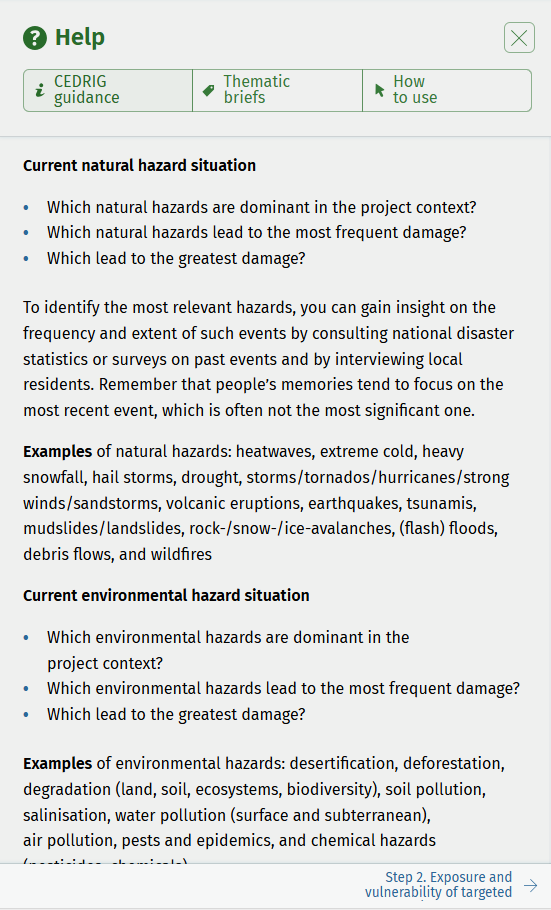 Help
CEDRIG
guidance
Thematic
briefs
How
to use
Current natural hazard situation
• Which natural hazards are dominant in the project context?
• Which natural hazards lead to the most frequent damage?
• Which lead to the greatest damage?
To identify the most relevant hazards, you can gain insight on the
frequency and extent of such events by consulting national disaster
statistics or surveys on past events and by interviewing local
residents. Remember that people’s memories tend to focus on the
most recent event, which is often not the most significant one.
Examples of natural hazards: heatwaves, extreme cold, heavy
snowfall, hail storms, drought, storms/tornados/hurricanes/strong
winds/sandstorms, volcanic eruptions, earthquakes, tsunamis,
mudslides/landslides, rock-/snow-/ice-avalanches, (flash) floods,
debris flows, and wildfires
Current environmental hazard situation
• Which environmental hazards are dominant in the
project context?
• Which environmental hazards lead to the most frequent damage?
• Which lead to the greatest damage?
Examples of environmental hazards: desertification, deforestation,
degradation (land, soil, ecosystems, biodiversity), soil pollution,
salinisation, water pollution (surface and subterranean),
air pollution, pests and epidemics, and chemical hazards
(pesticides, chemicals)
Step 2. Exposure and
vulnerability of targeted